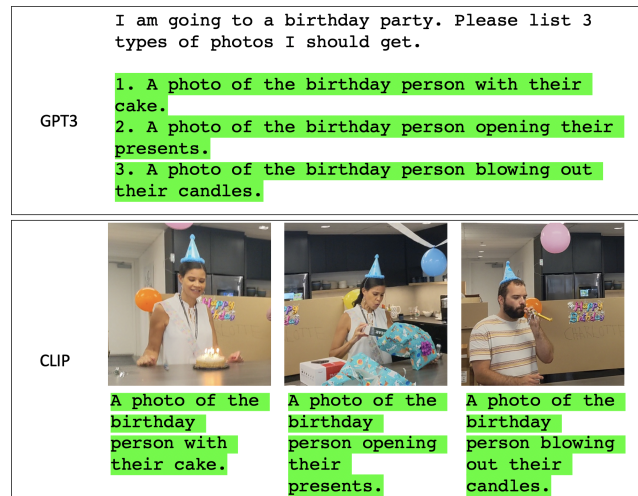 I am going to a birthday party. Please list 3
types of photos I should get.
GPT3
1. A photo of the birthday person with their
cake.
2. A photo of the birthday person opening their
presents.
3. A photo of the birthday person blowing out
their candles.
CLIP
Happy
A photo of the
birthday
person with
their cake.
A photo of the
birthday
person opening
their
presents.
A photo of the
birthday
person blowing
out their
candles.